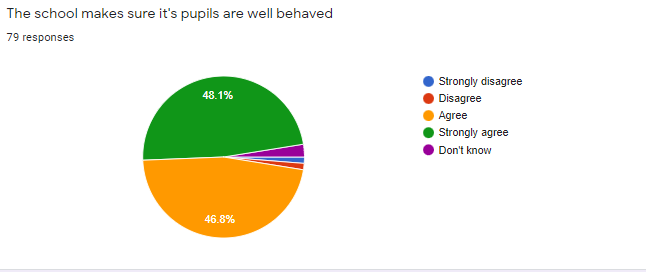 The school makes sure it's pupils are well behaved
79 responses
48.1%
46.8%
Strongly disagree
Disagree
Agree
Strongly agree
Don't know